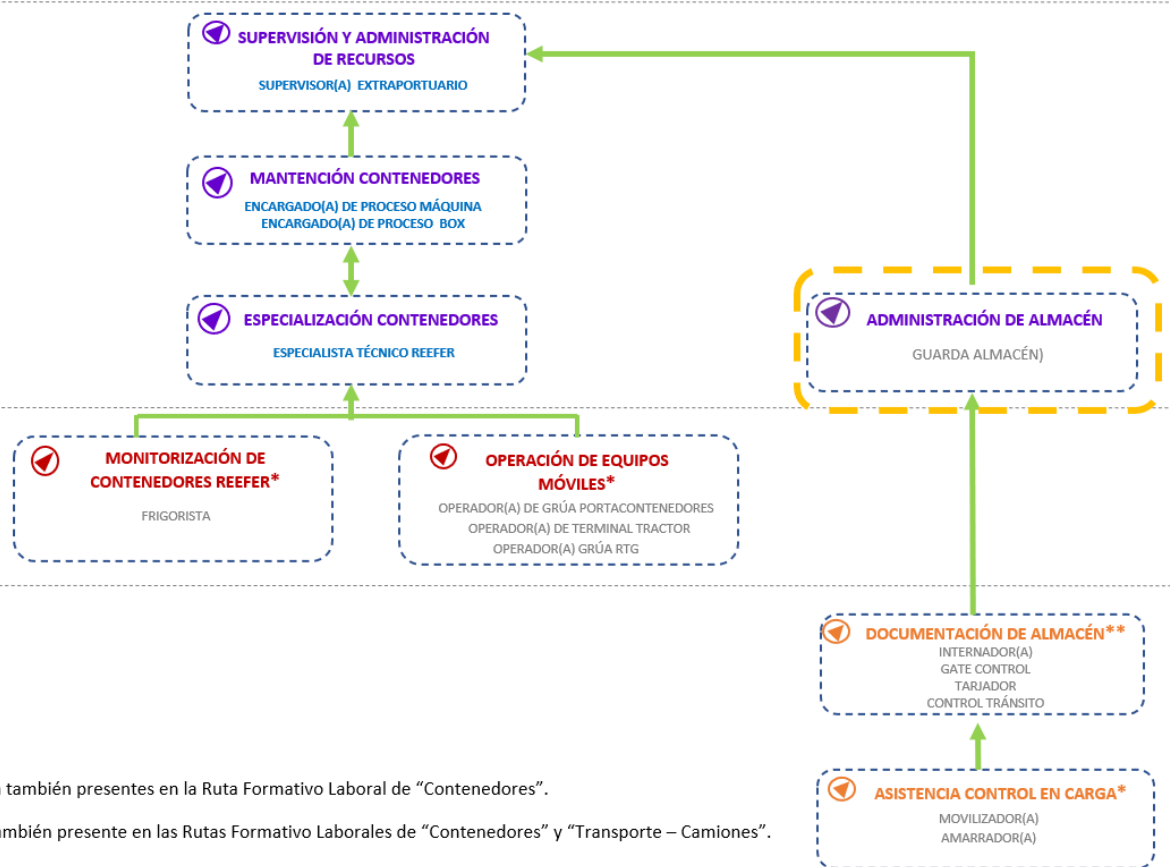 SUPERVISIÓN Y ADMINISTRACIÓN
DE RECURSOS
SUPERVISOR(A) EXTRAPORTUARIO
MANTENCIÓN CONTENEDORES
ENCARGADO(A) DE PROCESO MÁQUINA
ENCARGADO(A) DE PROCESO BOX
ESPECIALIZACIÓN CONTENEDORES
ESPECIALISTA TÉCNICO REEFER
ADMINISTRACIÓN DE ALMACÉN
GUARDA ALMACÉN)
MONITORIZACIÓN DE
CONTENEDORES REEFER*
FRIGORISTA
OPERACIÓN DE EQUIPOS
MÓVILES*
OPERADOR(A) DE GRÚA PORTACONTENEDORES
OPERADOR(A) DE TERMINAL TRACTOR
OPERADOR(A) GRÚA RTG
DOCUMENTACIÓN DE ALMACÉN**
INTERNADOR(A)
GATE CONTROL
TARJADOR
CONTROL TRÁNSITO
ASISTENCIA CONTROL EN CARGA*
MOVILIZADOR(A)
AMARRADOR(A)
también presentes en la Ruta Formativo Laboral de “Contenedores”.
también presente en las Rutas Formativo Laborales de “Contenedores” y “Transporte – Camiones”.